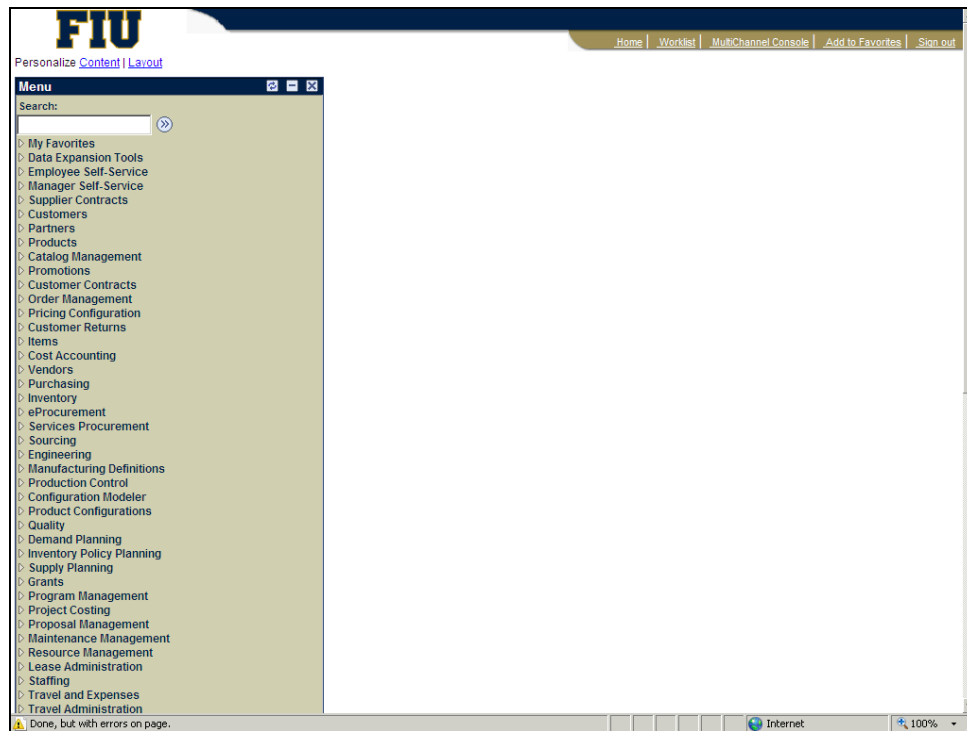 FIU
Home | Worklist | MultiChannel Console | Add to Favorites | Sign out
Personalize Content | Layout
Menu
Search:
My Favorites
Data Expansion Tools
Employee Self-Service
Manager Self-Service
Supplier Contracts
Customers
Partners
Products
Catalog Management
Promotions
Customer Contracts
Order Management
Pricing Configuration
Customer Returns
Items
Cost Accounting
Vendors
Purchasing
Inventory
eProcurement
Services Procurement
Sourcing
Engineering
Manufacturing Definitions
Production Control
Configuration Modeler
Product Configurations
Quality
Demand Planning
Inventory Policy Planning
Supply Planning
Grants
Program Management
Project Costing
Proposal Management
Maintenance Management
Resource Management
Lease Administration
Staffing
Travel and Expenses
Travel Administration
Done, but with errors on page. Internet 100%